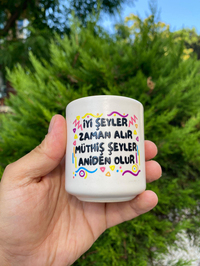 İYİ ŞEYLER
ZAMAN ALIR
MÜTHİŞ ŞEYLER
ANİDEN OLUR